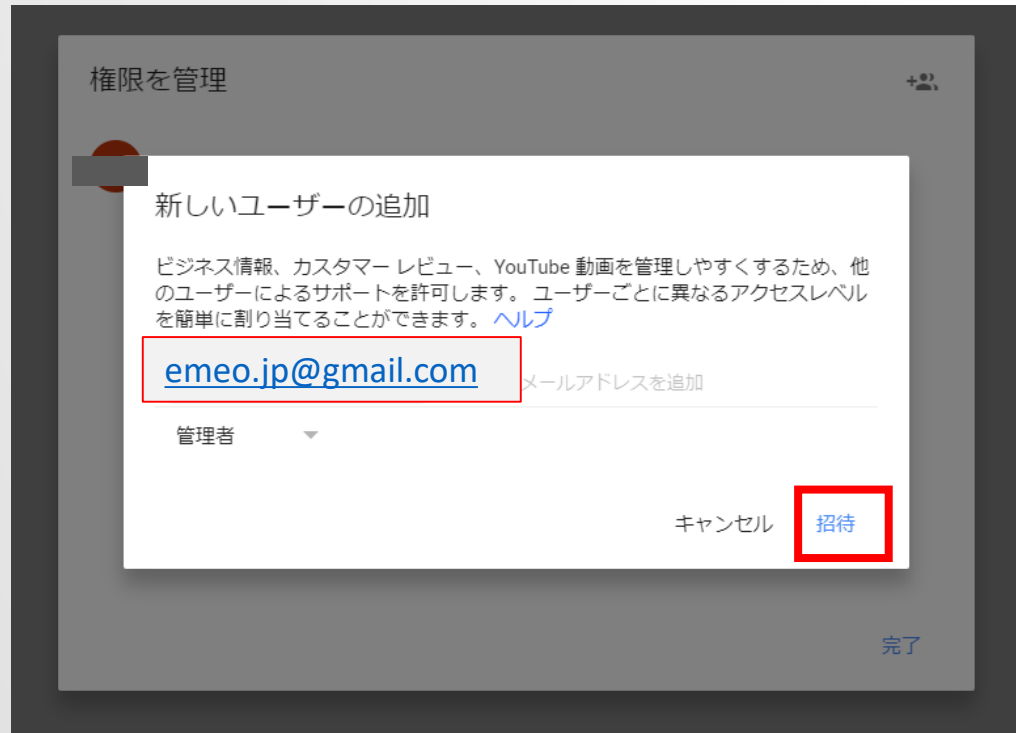 権限を管理
新しいユーザーの追加
ビジネス情報、カスタマー レビュー、YouTube 動画を管理しやすくするため、他
のユーザーによるサポートを許可します。 ユーザーごとに異なるアクセスレベル
を簡単に割り当てることができます。 ヘルプ
emeo.jp@gmail.com メールアドレスを追加
管理者
キャンセル 招待
完了